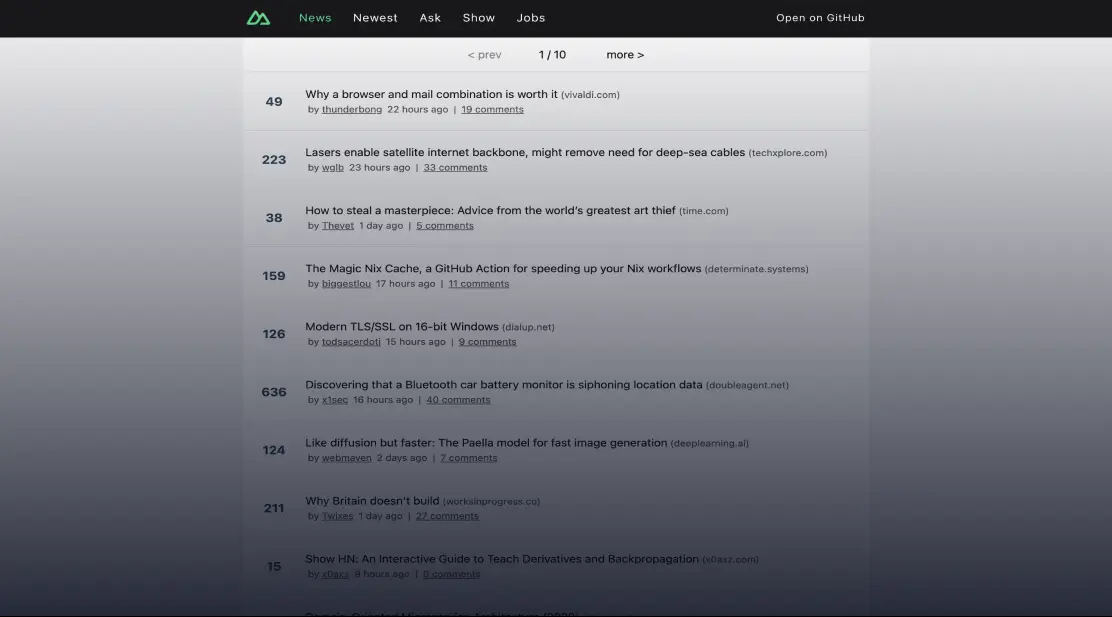 News Newest Ask Show Jobs Open on GitHub
< prev 1 / 10 more >
49
Why a browser and mail combination is worth it (vivaldi.com)
by thunderbong 22 hours ago | 19 comments
223
Lasers enable satellite internet backbone, might remove need for deep-sea cables (techxplore.com)
by wglb 23 hours ago | 33 comments
38
How to steal a masterpiece: Advice from the world's greatest art thief (time.com)
by Thevet 1 day ago | 5 comments
159
The Magic Nix Cache, a GitHub Action for speeding up your Nix workflows (determinate.systems)
by biggestlou 17 hours ago | 11 comments
126
Modern TLS/SSL on 16-bit Windows (dialup.net)
by todsacerdoti 15 hours ago | 9 comments
636
Discovering that a Bluetooth car battery monitor is siphoning location data (doubleagent.net)
by x1sec 16 hours ago | 40 comments
124
Like diffusion but faster: The Paella model for fast image generation (deeplearning.ai)
by webmaven 2 days ago | 7 comments
211
Why Britain doesn't build (worksinprogress.co)
by Twixes 1 day ago | 27 comments
15
Show HN: An Interactive Guide to Teach Derivatives and Backpropagation (x0axz.com)
by x0axz 8 hours ago | 0 comments